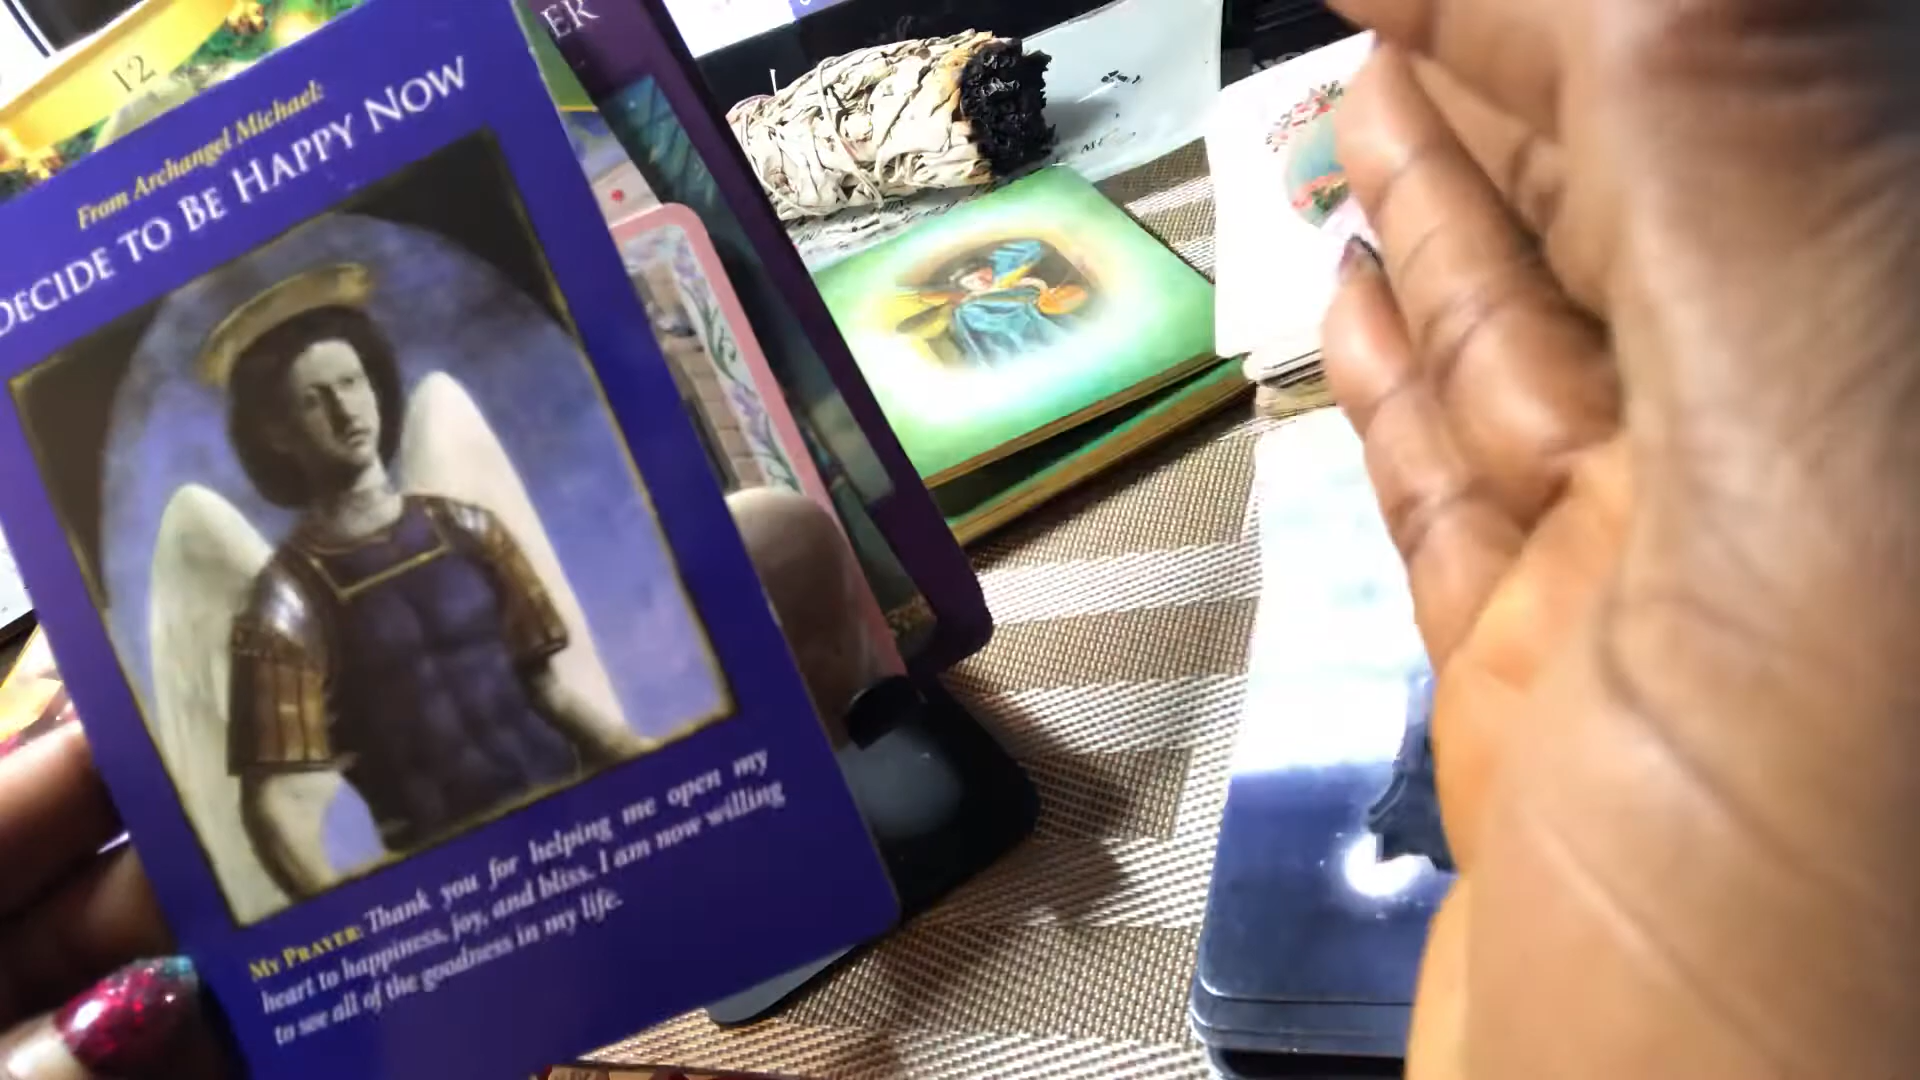 12
ER
From Archangel Michael:
DECIDE TO BE HAPPY NOW
MY PRAYER: Thank you for helping me open my
heart to happiness, joy, and bliss. I am now willing
to see all of the goodness in my life.